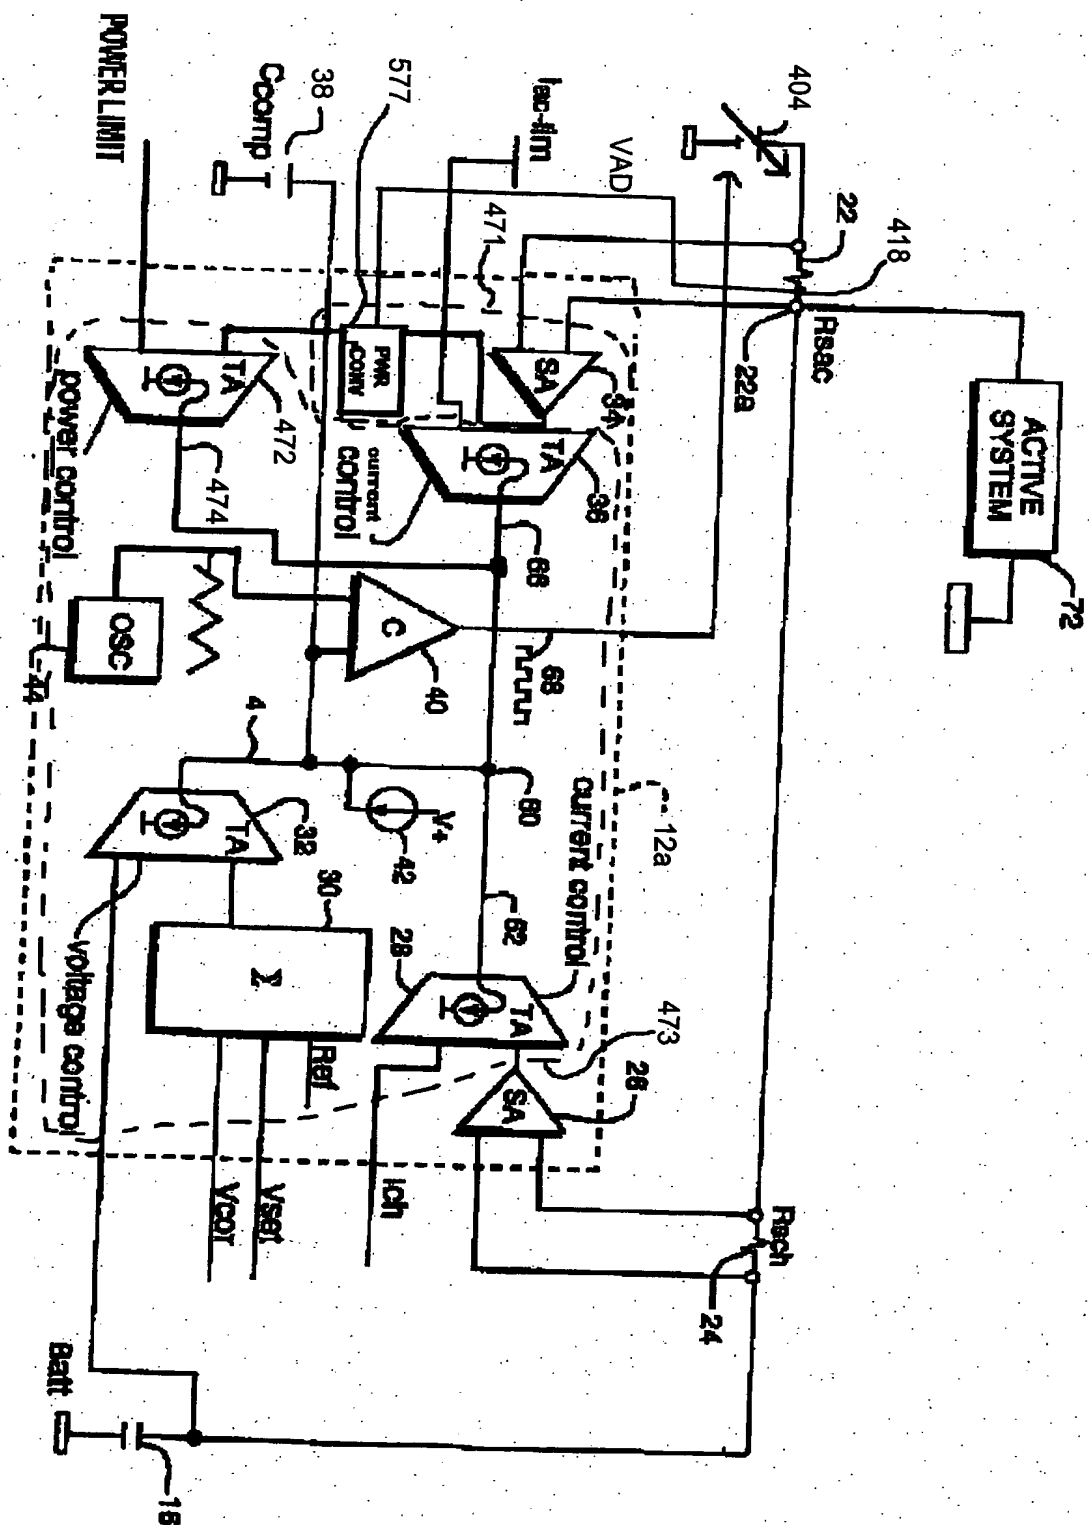 72
ACTIVE
SYSTEM
418
22
404
Rsac
22a
Rsch
24
VAD
12a
473
26
SA
34
SA
36
TA
68
66
60
62
current control
TA
28
Iac-lim
471
577
PWR
CONV
current
control
C
40
V+
42
Ich
38
Ccomp
30
Σ
Ref
Vset
Vcor
472
TA
474
4
32
TA
POWER LIMIT
power control
OSC
44
voltage control
Batt
18